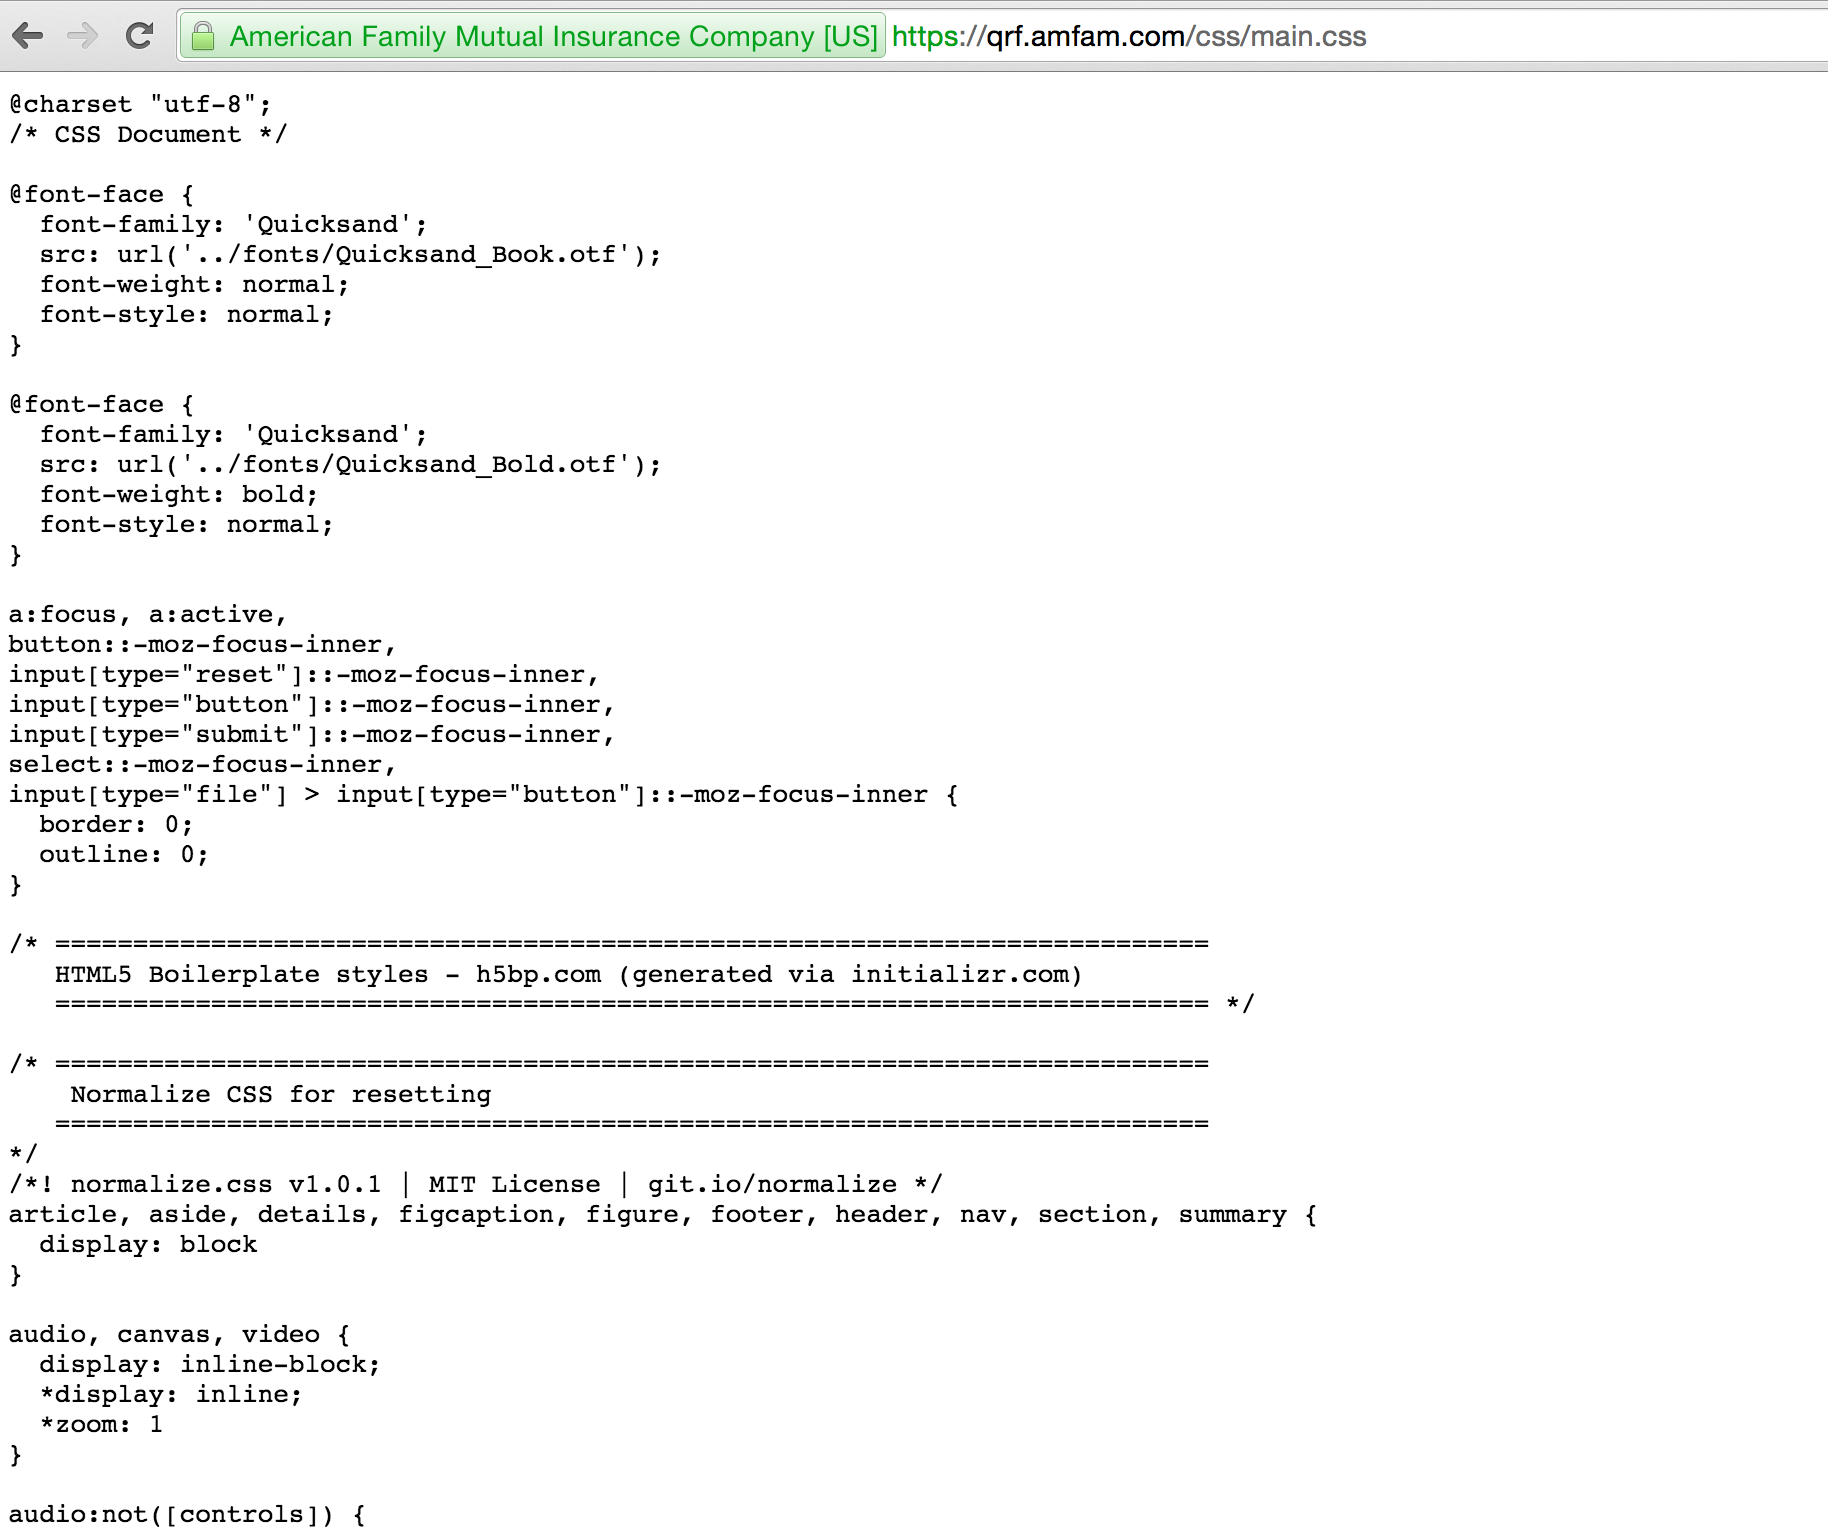 American Family Mutual Insurance Company [US] https://qrf.amfam.com/css/main.css
@charset "utf-8";
/* CSS Document */
@font-face {
  font-family: 'Quicksand';
  src: url('../fonts/Quicksand_Book.otf');
  font-weight: normal;
  font-style: normal;
}
@font-face {
  font-family: 'Quicksand';
  src: url('../fonts/Quicksand_Bold.otf');
  font-weight: bold;
  font-style: normal;
}
a:focus, a:active,
button::-moz-focus-inner,
input[type="reset"]::-moz-focus-inner,
input[type="button"]::-moz-focus-inner,
input[type="submit"]::-moz-focus-inner,
select::-moz-focus-inner,
input[type="file"] > input[type="button"]::-moz-focus-inner {
  border: 0;
  outline: 0;
}
/* ==========================================================================
   HTML5 Boilerplate styles - h5bp.com (generated via initializr.com)
   ========================================================================== */
/* ==========================================================================
    Normalize CSS for resetting
   ==========================================================================
*/
/*! normalize.css v1.0.1 | MIT License | git.io/normalize */
article, aside, details, figcaption, figure, footer, header, nav, section, summary {
  display: block
}
audio, canvas, video {
  display: inline-block;
  *display: inline;
  *zoom: 1
}
audio:not([controls]) {